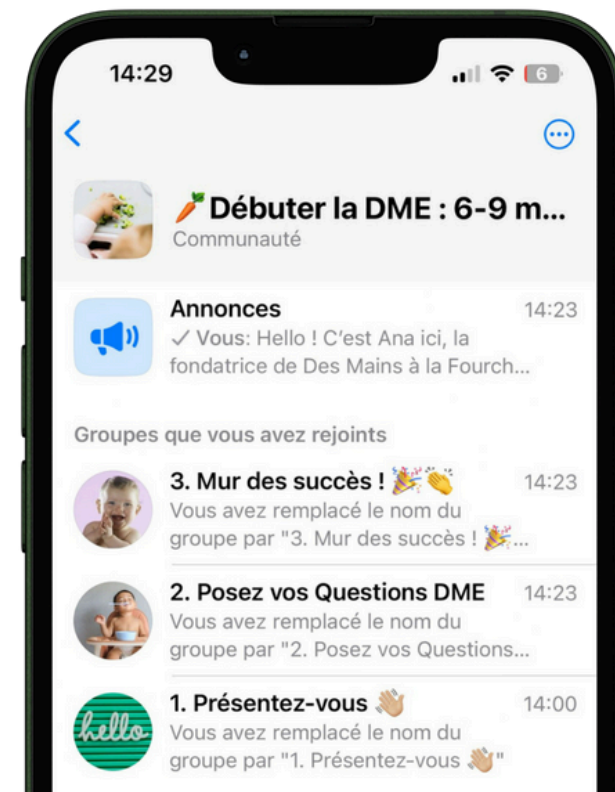 14:29
6
🥕Débuter la DME : 6-9 m...
Communauté
Annonces 14:23
✓ Vous: Hello ! C'est Ana ici, la
fondatrice de Des Mains à la Fourch...
Groupes que vous avez rejoints
3. Mur des succès ! 🎉👏🏼 14:23
Vous avez remplacé le nom du
groupe par "3. Mur des succès ! 🎉...
2. Posez vos Questions DME 14:23
Vous avez remplacé le nom du
groupe par "2. Posez vos Questions...
hello
1. Présentez-vous 👋🏼 14:00
Vous avez remplacé le nom du
groupe par "1. Présentez-vous 👋🏼"